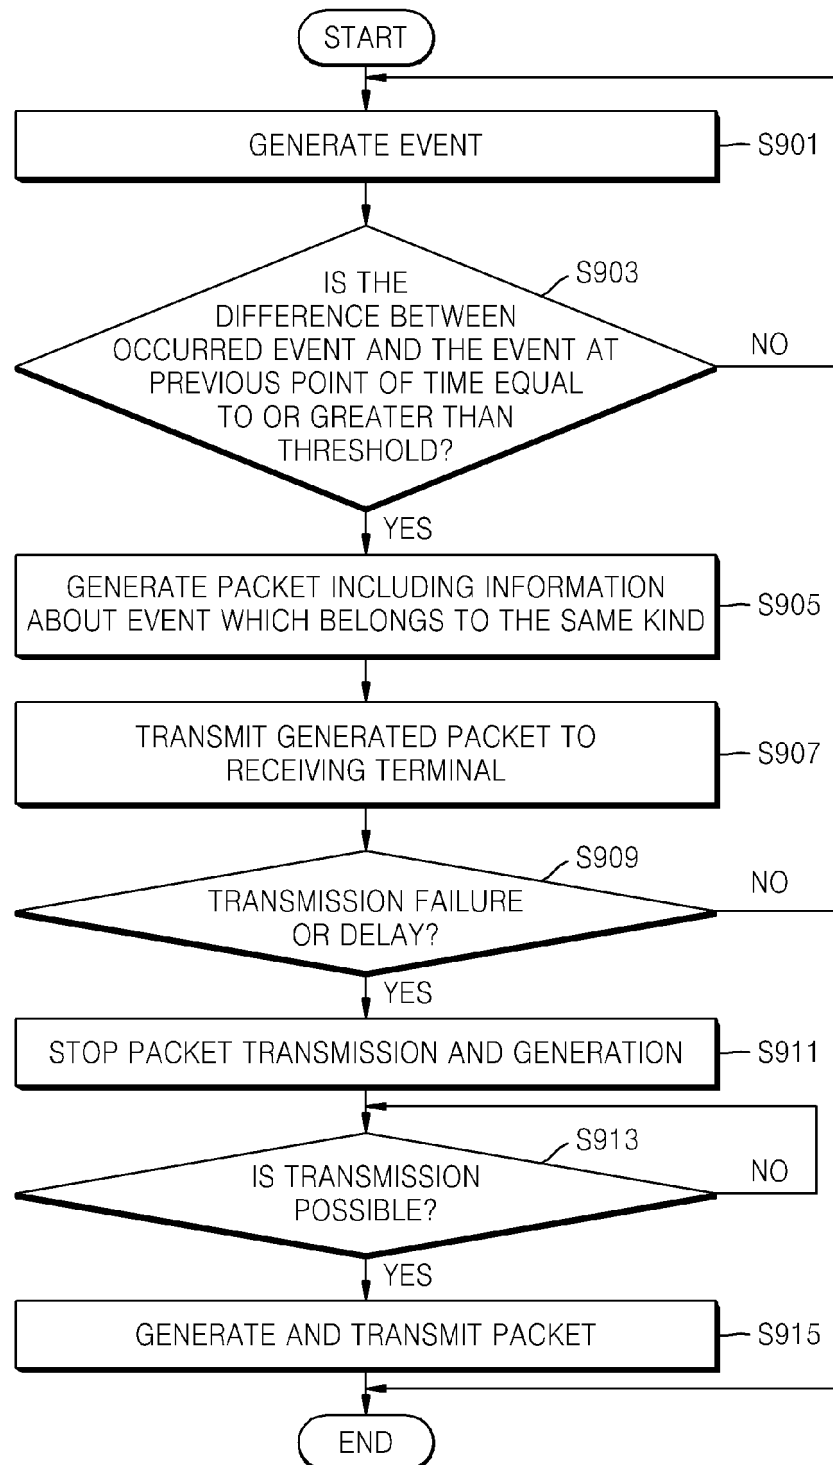 START
GENERATE EVENT
S901
S903
IS THE
DIFFERENCE BETWEEN
OCCURRED EVENT AND THE EVENT AT
PREVIOUS POINT OF TIME EQUAL
TO OR GREATER THAN
THRESHOLD?
NO
YES
GENERATE PACKET INCLUDING INFORMATION
ABOUT EVENT WHICH BELONGS TO THE SAME KIND
S905
TRANSMIT GENERATED PACKET TO
RECEIVING TERMINAL
S907
S909
TRANSMISSION FAILURE
OR DELAY?
NO
YES
STOP PACKET TRANSMISSION AND GENERATION
S911
S913
IS TRANSMISSION
POSSIBLE?
NO
YES
GENERATE AND TRANSMIT PACKET
S915
END